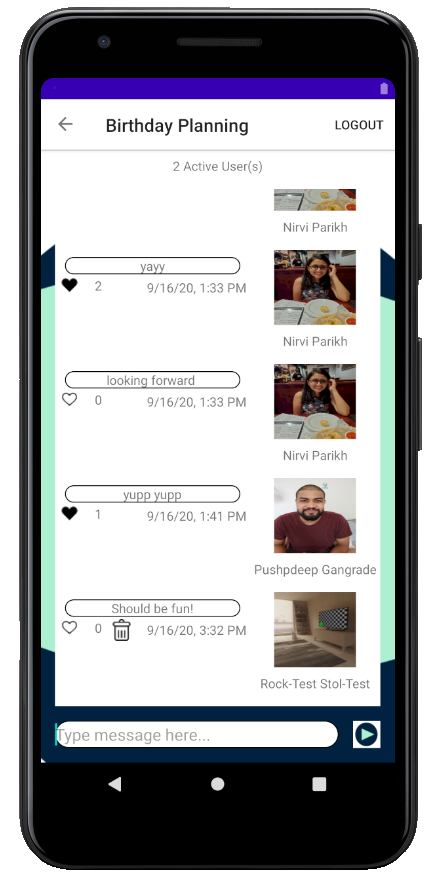 Birthday Planning
LOGOUT
2 Active User(s)
Nirvi Parikh
yayy
2
9/16/20, 1:33 PM
Nirvi Parikh
looking forward
0
9/16/20, 1:33 PM
Nirvi Parikh
yupp yupp
1
9/16/20, 1:41 PM
Pushpdeep Gangrade
Should be fun!
0
9/16/20, 3:32 PM
Rock-Test Stol-Test
Type message here...